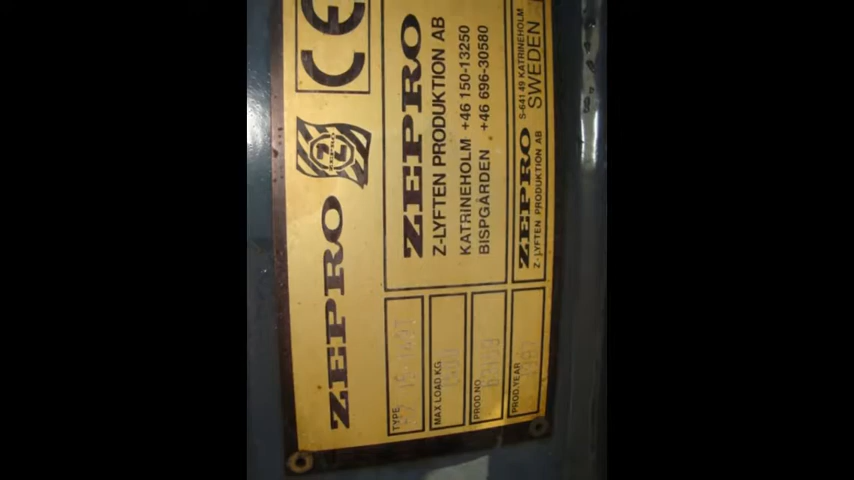 ZEPRO
CE
ZEPRO
Z-LYFTEN PRODUKTION AB
KATRINEHOLM +46 150-13250
BISPGÅRDEN +46 696-30580
ZEPRO S-641 49 KATRINEHOLM
Z-LYFTEN PRODUKTION AB SWEDEN
TYPE
MAX LOAD KG
PROD.NO
PROD.YEAR